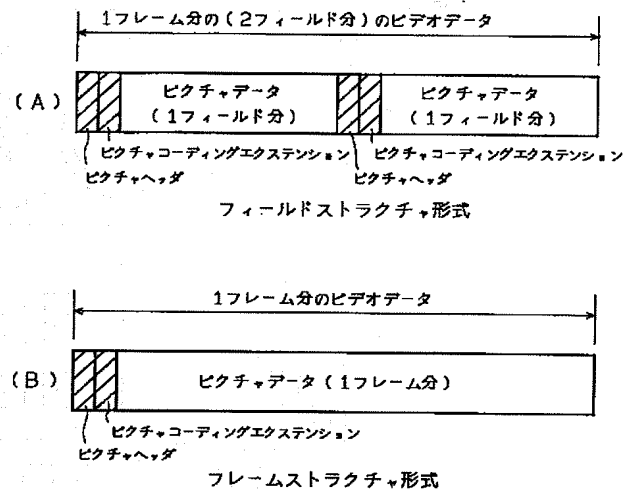 1フレーム分の(2フィールド分)のビデオデータ
(A)
ピクチャデータ
(1フィールド分)
ピクチャデータ
(1フィールド分)
ピクチャコーディングエクステンション
ピクチャコーディングエクステンション
ピクチャヘッダ
ピクチャヘッダ
フィールドストラクチャ形式
1フレーム分のビデオデータ
(B)
ピクチャデータ(1フレーム分)
ピクチャコーディングエクステンション
ピクチャヘッダ
フレームストラクチャ形式